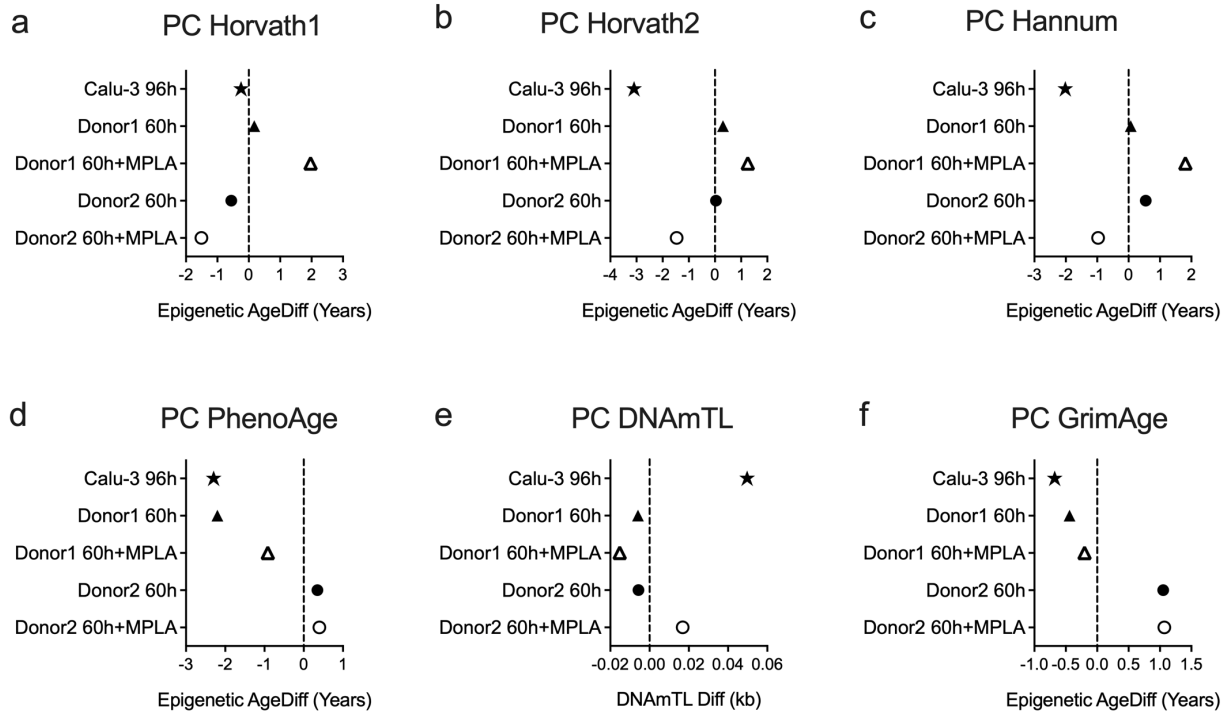 a PC Horvath1
Calu-3 96h
Donor1 60h
Donor1 60h+MPLA
Donor2 60h
Donor2 60h+MPLA
-2 -1 0 1 2 3
Epigenetic AgeDiff (Years)
b PC Horvath2
Calu-3 96h
Donor1 60h
Donor1 60h+MPLA
Donor2 60h
Donor2 60h+MPLA
-4 -3 -2 -1 0 1 2
Epigenetic AgeDiff (Years)
c PC Hannum
Calu-3 96h
Donor1 60h
Donor1 60h+MPLA
Donor2 60h
Donor2 60h+MPLA
-3 -2 -1 0 1 2
Epigenetic AgeDiff (Years)
d PC PhenoAge
Calu-3 96h
Donor1 60h
Donor1 60h+MPLA
Donor2 60h
Donor2 60h+MPLA
-3 -2 -1 0 1
Epigenetic AgeDiff (Years)
e PC DNAmTL
Calu-3 96h
Donor1 60h
Donor1 60h+MPLA
Donor2 60h
Donor2 60h+MPLA
-0.02 0.00 0.02 0.04 0.06
DNAmTL Diff (kb)
f PC GrimAge
Calu-3 96h
Donor1 60h
Donor1 60h+MPLA
Donor2 60h
Donor2 60h+MPLA
-1.0 -0.5 0.0 0.5 1.0 1.5
Epigenetic AgeDiff (Years)